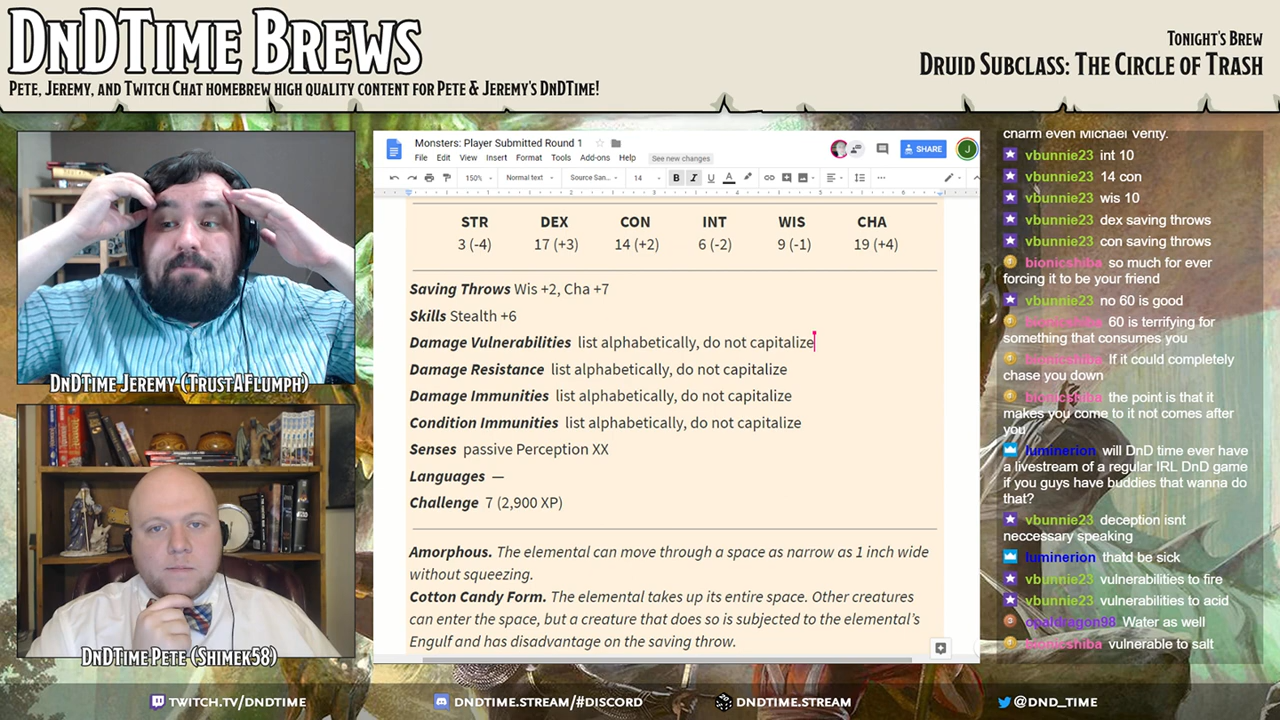 DnDTime Brews
Pete, Jeremy, and Twitch Chat homebrew high quality content for Pete & Jeremy's DnDTime!
Tonight's Brew
Druid Subclass: The Circle of Trash
DnDTime Jeremy (TrustAFlumph)
DnDTime Pete (Shimek58)
Monsters: Player Submitted Round 1
File Edit View Insert Format Tools Add-ons Help See new changes
SHARE
J
150% Normal text Source San... 14 B I U A
STR DEX CON INT WIS CHA
3 (-4) 17 (+3) 14 (+2) 6 (-2) 9 (-1) 19 (+4)
Saving Throws Wis +2, Cha +7
Skills Stealth +6
Damage Vulnerabilities list alphabetically, do not capitalize
Damage Resistance list alphabetically, do not capitalize
Damage Immunities list alphabetically, do not capitalize
Condition Immunities list alphabetically, do not capitalize
Senses passive Perception XX
Languages —
Challenge 7 (2,900 XP)
Amorphous. The elemental can move through a space as narrow as 1 inch wide
without squeezing.
Cotton Candy Form. The elemental takes up its entire space. Other creatures
can enter the space, but a creature that does so is subjected to the elemental's
Engulf and has disadvantage on the saving throw.
charm even Michael Verity.
vbunnie23 int 10
vbunnie23 14 con
vbunnie23 wis 10
vbunnie23 dex saving throws
vbunnie23 con saving throws
bionicshiba so much for ever
forcing it to be your friend
vbunnie23 no 60 is good
bionicshiba 60 is terrifying for
something that consumes you
bionicshiba If it could completely
chase you down
bionicshiba the point is that it
makes you come to it not comes after
you
luminerion will DnD time ever have
a livestream of a regular IRL DnD game
if you guys have buddies that wanna do
that?
vbunnie23 deception isnt
neccessary speaking
luminerion thatd be sick
vbunnie23 vulnerabilities to fire
vbunnie23 vulnerabilities to acid
opaldragon98 Water as well
bionicshiba vulnerable to salt
twitch.tv/dndtime
dndtime.stream/#discord
dndtime.stream
@dnd_time